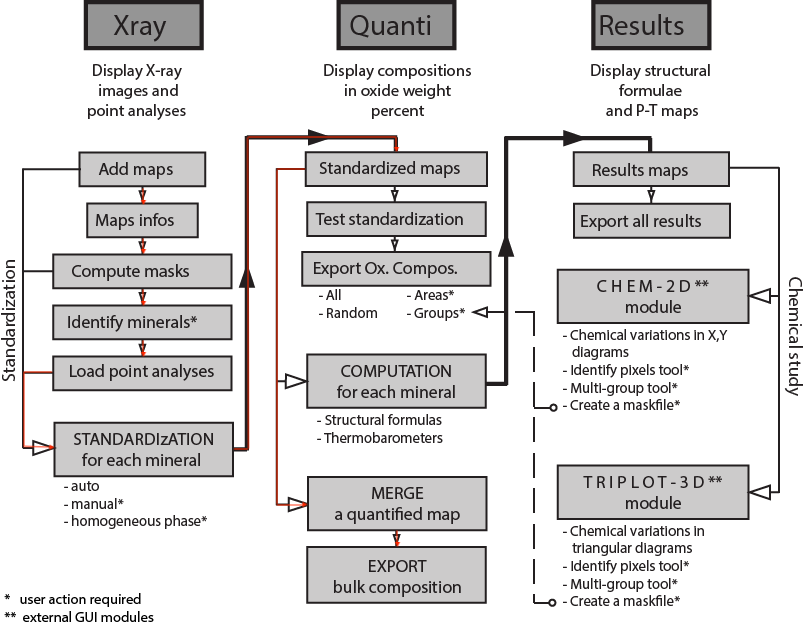 Xray
Display X-ray
images and
point analyses
Add maps
Maps infos
Compute masks
Identify minerals*
Load point analyses
Standardization
STANDARDIzATION
for each mineral
- auto
- manual*
- homogeneous phase*
* user action required
** external GUI modules
Quanti
Display compositions
in oxide weight
percent
Standardized maps
Test standardization
Export Ox. Compos.
- All
- Random
- Areas*
- Groups*
COMPUTATION
for each mineral
- Structural formulas
- Thermobarometers
MERGE
a quantified map
EXPORT
bulk composition
Results
Display structural
formulae
and P-T maps
Results maps
Export all results
Chemical study
CHEM-2D**
module
- Chemical variations in X,Y
diagrams
- Identify pixels tool*
- Multi-group tool*
- Create a maskfile*
TRIPLOT-3D**
module
- Chemical variations in
triangular diagrams
- Identify pixels tool*
- Multi-group tool*
- Create a maskfile*